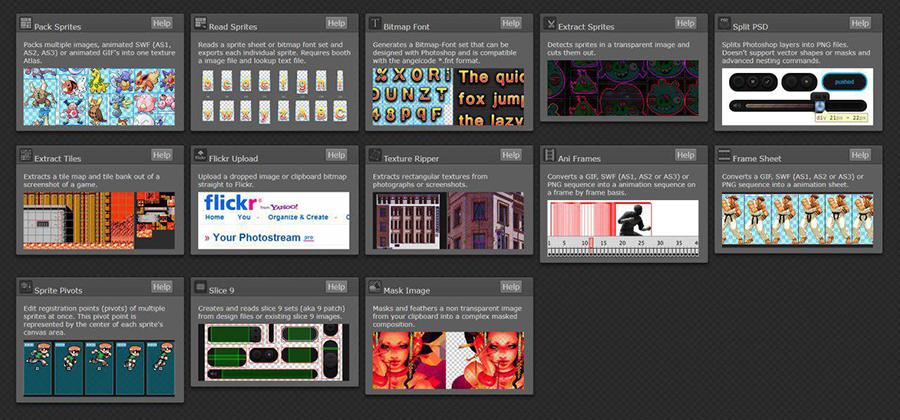 Pack Sprites Help
Packs multiple images, animated SWF (AS1,
AS2, AS3) or animated GIF's into one texture
Atlas.
Read Sprites Help
Reads a sprite sheet or bitmap font set and
exports each individual sprite. Requires booth
a image file and lookup text file.
w x y z a b c
Bitmap Font Help
Generates a Bitmap-Font set that can be
designed with Photoshop and is compatible
with the angelcode *.fnt format.
%XORi
DUNZT
48P9F
The quic
fox jump
the lazy
Extract Sprites Help
Detects sprites in a transparent image and
cuts them out.
Split PSD Help
Splits Photoshop layers into PNG files.
Doesn't support vector shapes or masks and
advanced nesting commands.
pushed
div 21px × 22px
Extract Tiles Help
Extracts a tile map and tile bank out of a
screenshot of a game.
Flickr Upload Help
Upload a dropped image or clipboard bitmap
straight to Flickr.
flickr from YAHOO!
Home You Organize & Create C
» Your Photostream pro
Texture Ripper Help
Extracts rectangular textures from
photographs or screenshots.
Ani Frames Help
Converts a GIF, SWF (AS1, AS2 or AS3) or
PNG sequence into a animation sequence on
a frame by frame basis.
1 5 10 15 20 25 30 35 4
Frame Sheet Help
Converts a GIF, SWF (AS1, AS2 or AS3) or
PNG sequence into a animation sheet.
Sprite Pivots Help
Edit registration points (pivots) of multiple
sprites at once. This pivot point is
represented by the center of each sprite's
canvas area.
Slice 9 Help
Creates and reads slice 9 sets (aka 9 patch)
from design files or existing slice 9 images.
Mask Image Help
Masks and feathers a non transparent image
from your clipboard into a complex masked
composition.